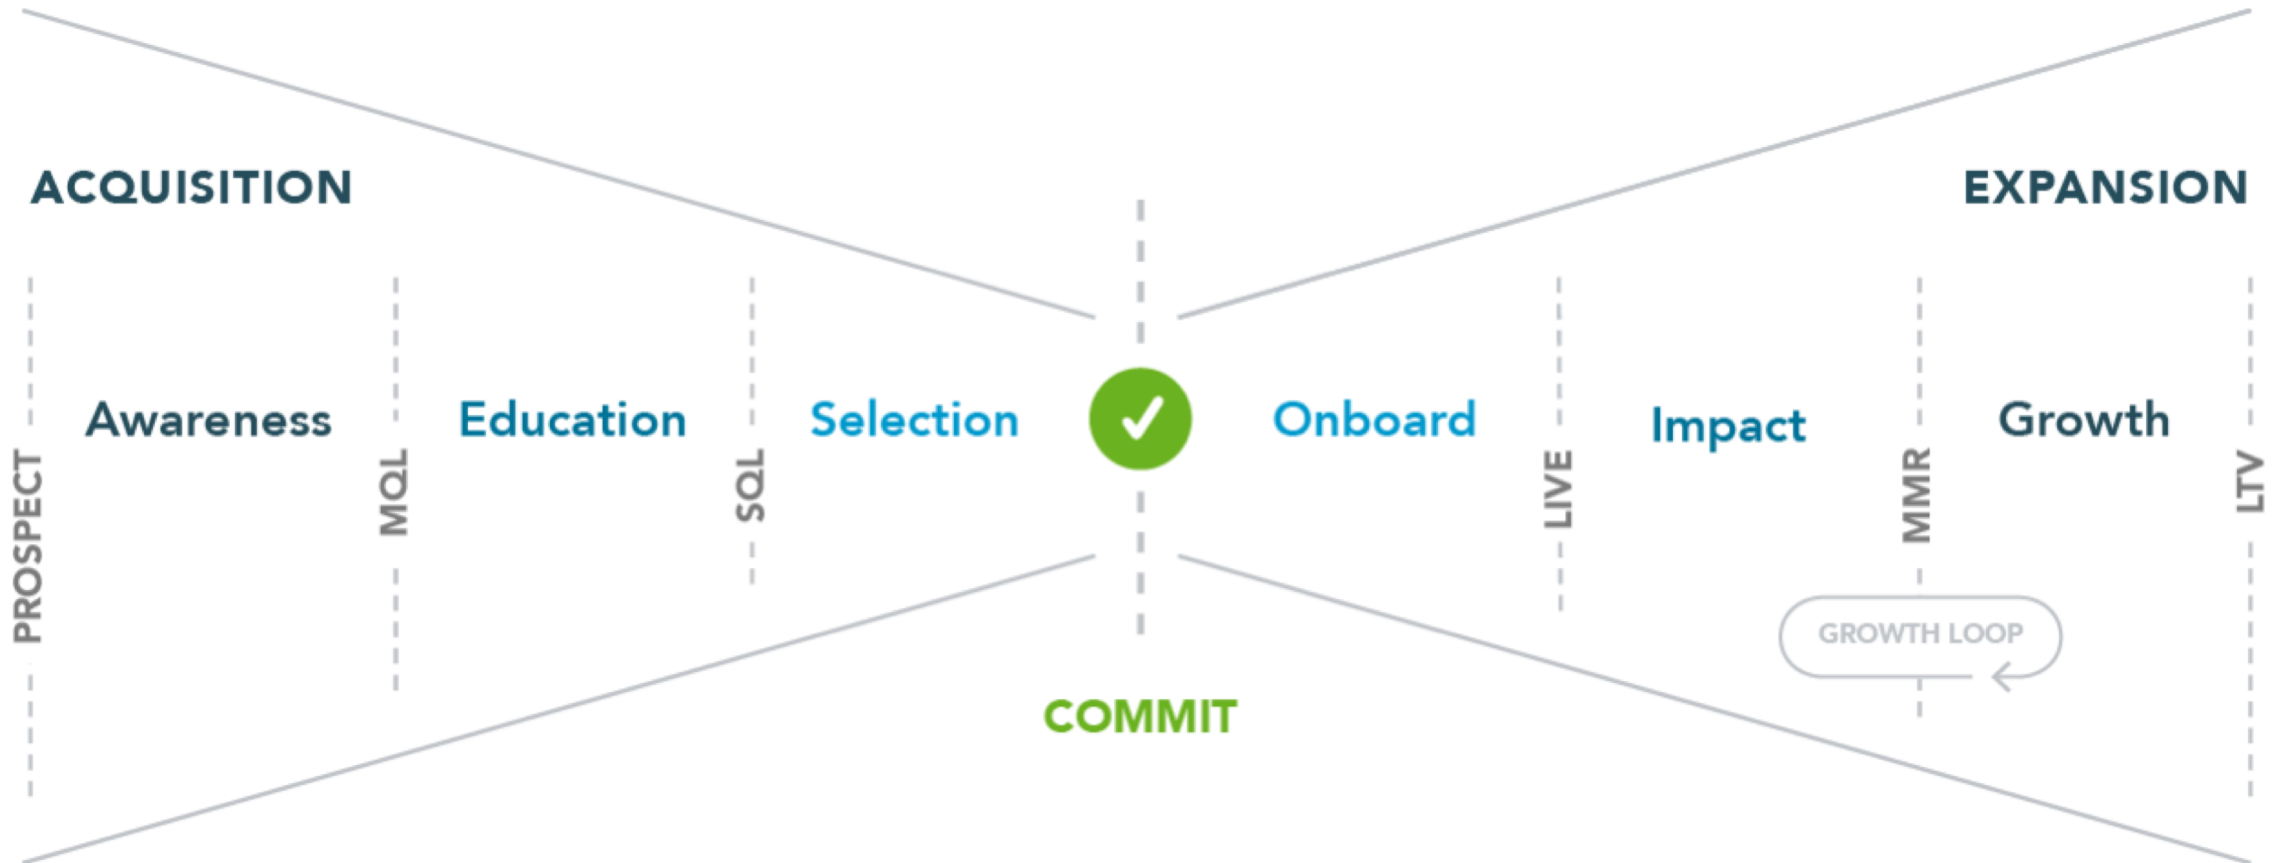 ACQUISITION
EXPANSION
PROSPECT
Awareness
MQL
Education
SQL
Selection
Onboard
LIVE
Impact
MMR
Growth
LTV
GROWTH LOOP
COMMIT